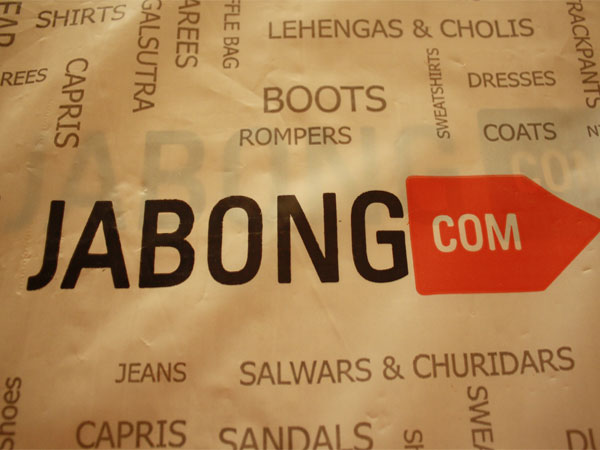 SHIRTS
LEHENGAS & CHOLIS
CAPRIS
BOOTS
SWEATSHIRTS
DRESSES
ROMPERS
COATS
JABONG COM
JEANS
SALWARS & CHURIDARS
CAPRIS
SANDALS